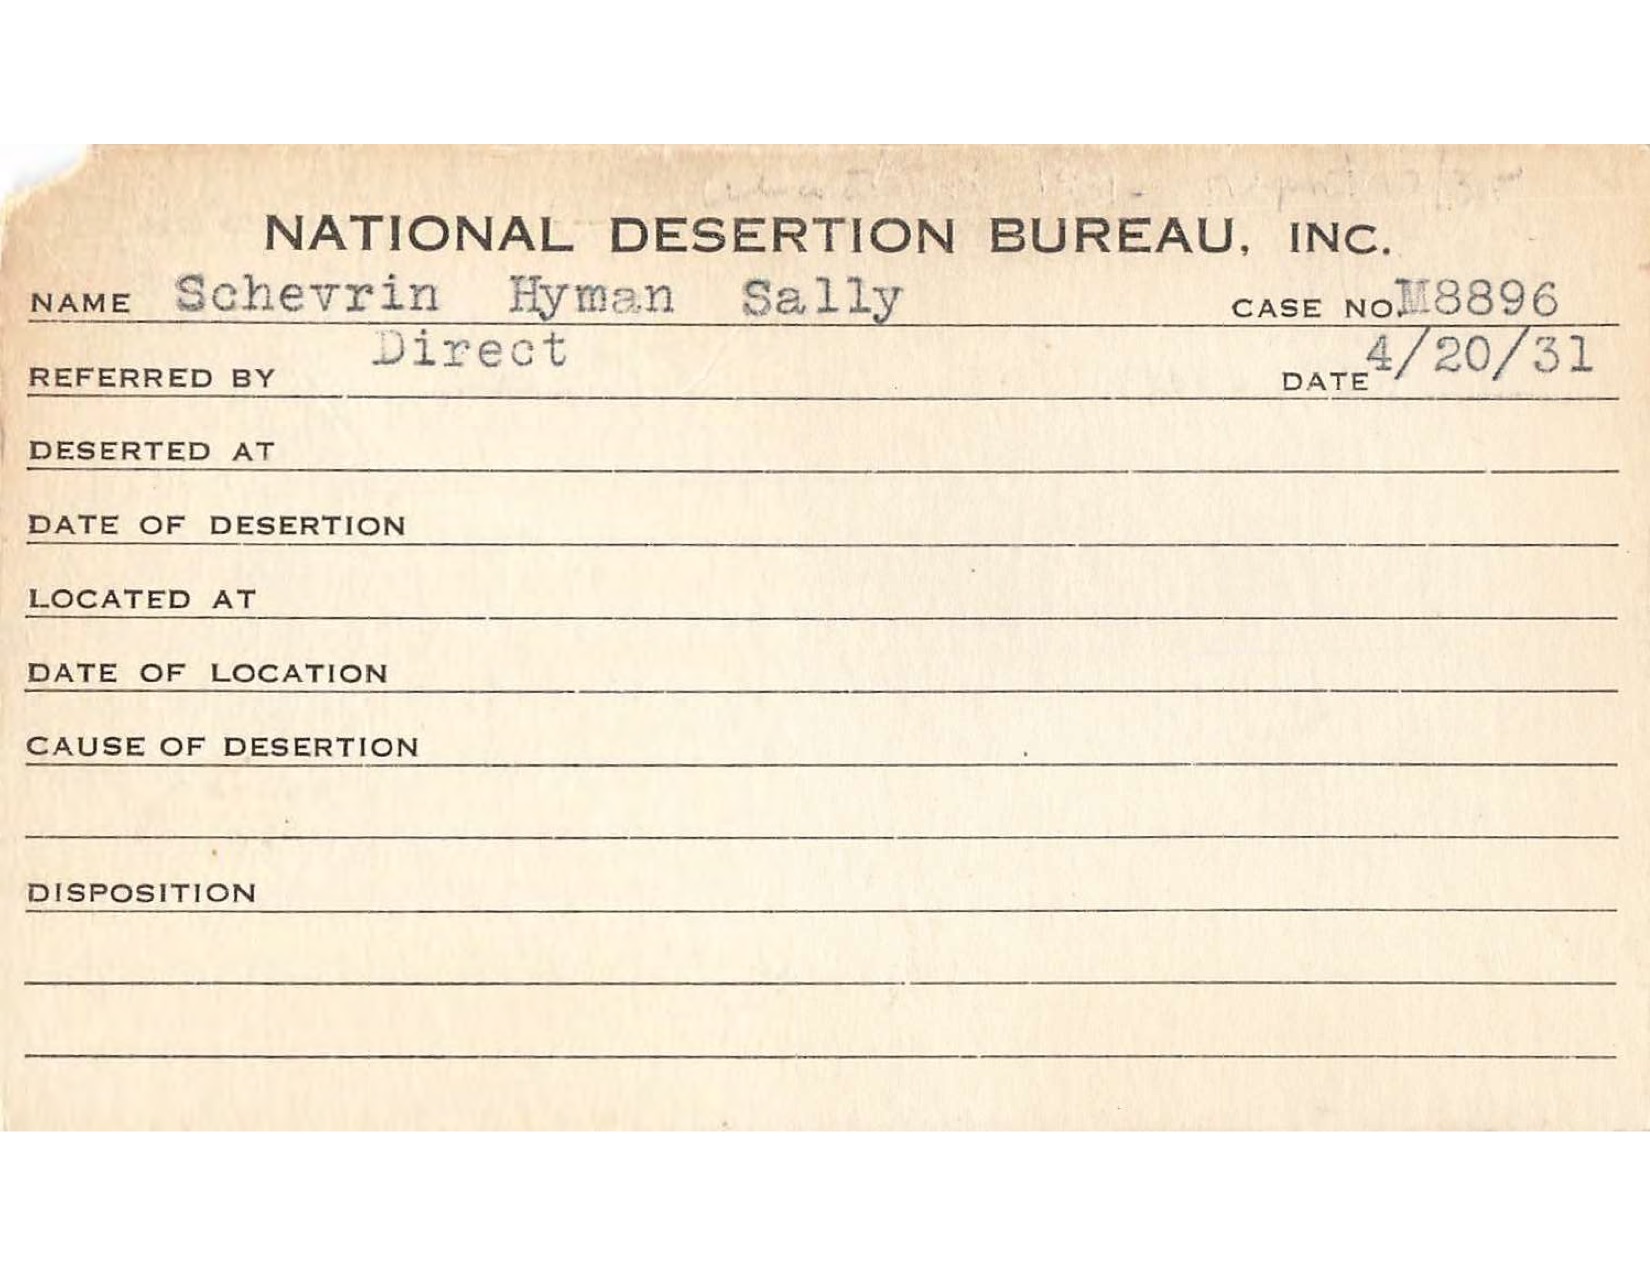 NATIONAL DESERTION BUREAU, INC.
NAME Schevrin Hyman Sally CASE NO. M8896
REFERRED BY Direct DATE 4/20/31
DESERTED AT
DATE OF DESERTION
LOCATED AT
DATE OF LOCATION
CAUSE OF DESERTION
DISPOSITION